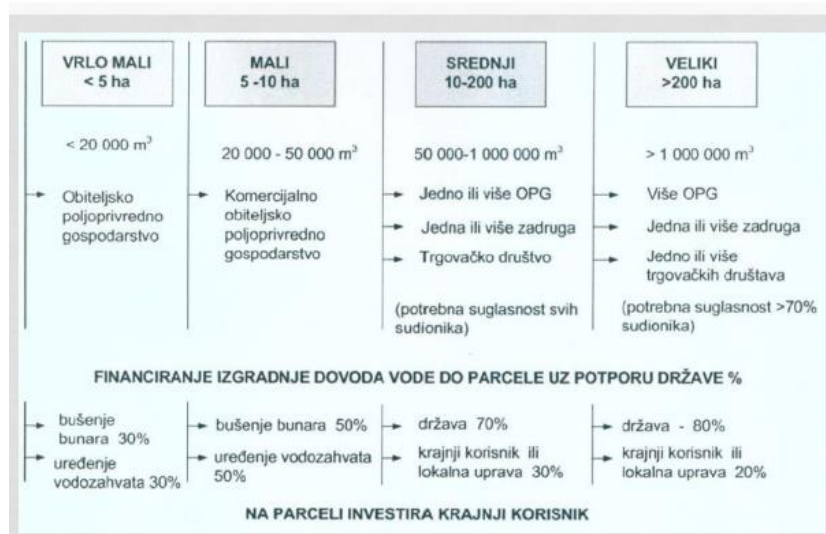 VRLO MALI
< 5 ha
MALI
5 -10 ha
SREDNJI
10-200 ha
VELIKI
>200 ha
< 20 000 m³
20 000 - 50 000 m³
50 000-1 000 000 m³
> 1 000 000 m³
Obiteljsko
poljoprivredno
gospodarstvo
Komercijalno
obiteljsko
poljoprivredno
gospodarstvo
Jedno ili više OPG
Jedna ili više zadruga
Trgovačko društvo
(potrebna suglasnost svih
sudionika)
Više OPG
Jedna ili više zadruga
Jedno ili više
trgovačkih društava
(potrebna suglasnost >70%
sudionika)
FINANCIRANJE IZGRADNJE DOVODA VODE DO PARCELE UZ POTPORU DRŽAVE %
bušenje
bunara 30%
uređenje
vodozahvata 30%
bušenje bunara 50%
uređenje vodozahvata
50%
država 70%
krajnji korisnik ili
lokalna uprava 30%
država - 80%
krajnji korisnik ili
lokalna uprava 20%
NA PARCELI INVESTIRA KRAJNJI KORISNIK